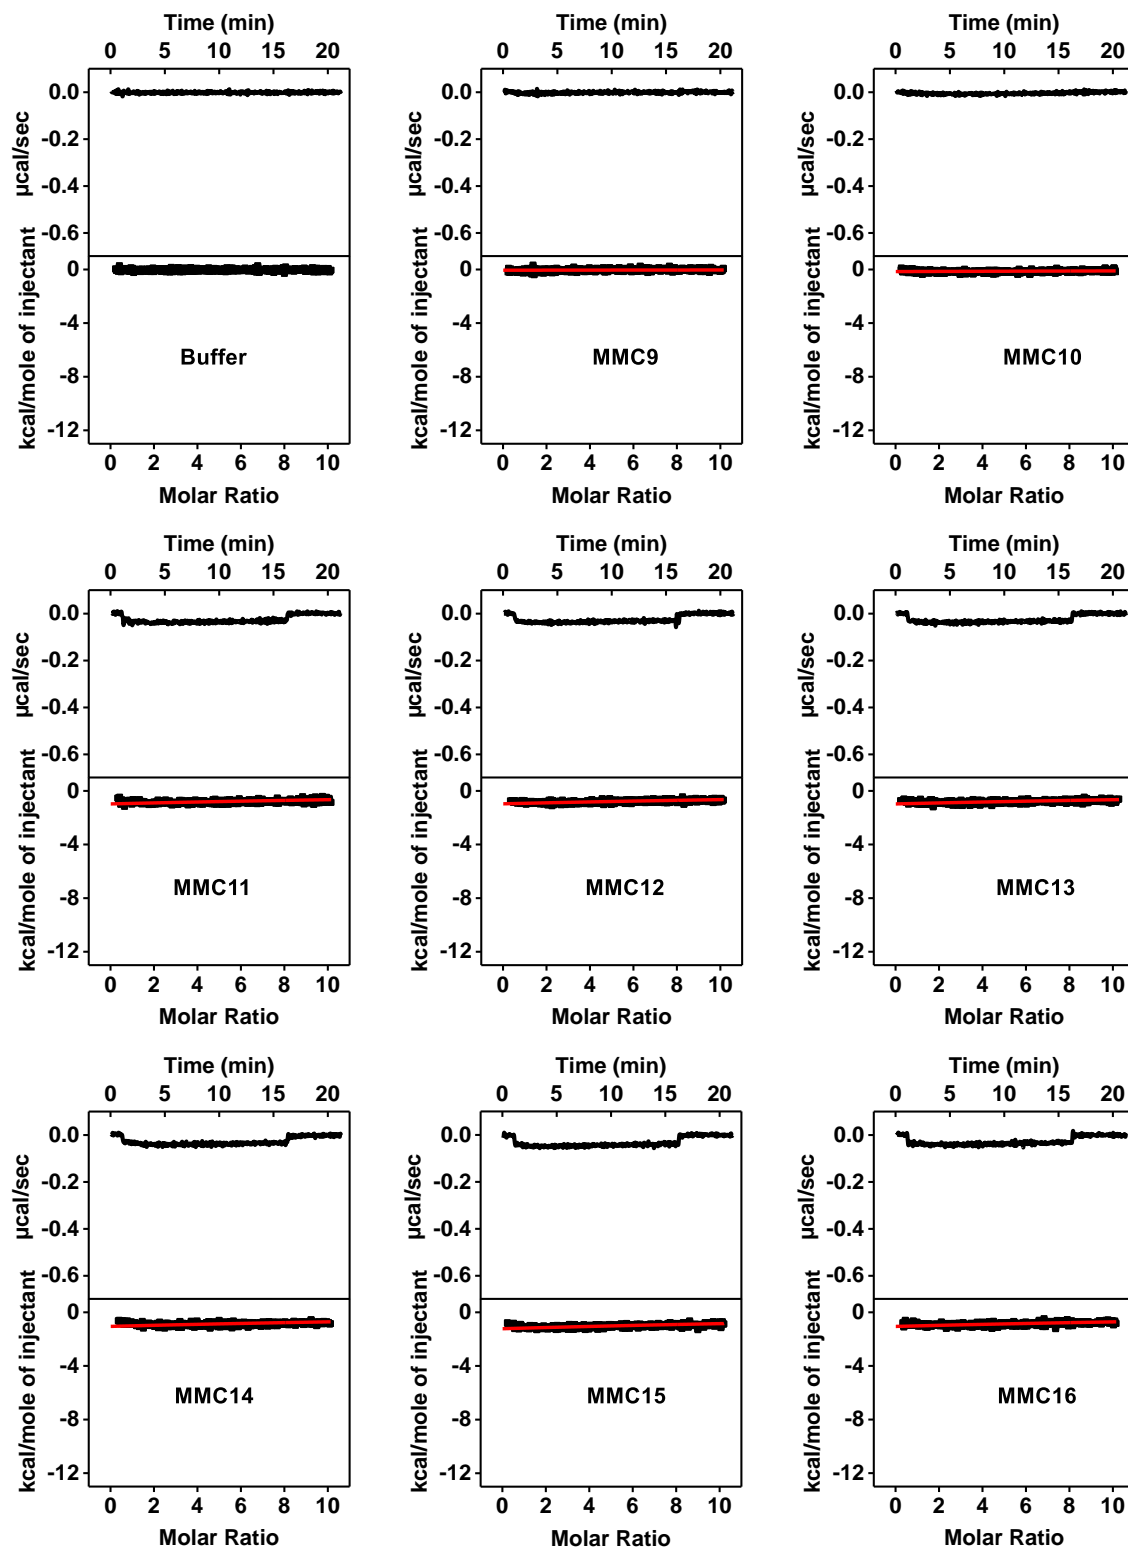 Time (min) Time (min) Time (min)
0 5 10 15 20 0 5 10 15 20 0 5 10 15 20
0.0 0.0 0.0
-0.2 -0.2 -0.2
-0.4 -0.4 -0.4
-0.6 -0.6 -0.6
µcal/sec µcal/sec µcal/sec
0 0 0
-4 -4 -4
Buffer MMC9 MMC10
-8 -8 -8
-12 -12 -12
kcal/mole of injectant kcal/mole of injectant kcal/mole of injectant
0 2 4 6 8 10 0 2 4 6 8 10 0 2 4 6 8 10
Molar Ratio Molar Ratio Molar Ratio
Time (min) Time (min) Time (min)
0 5 10 15 20 0 5 10 15 20 0 5 10 15 20
0.0 0.0 0.0
-0.2 -0.2 -0.2
-0.4 -0.4 -0.4
-0.6 -0.6 -0.6
µcal/sec µcal/sec µcal/sec
0 0 0
-4 -4 -4
MMC11 MMC12 MMC13
-8 -8 -8
-12 -12 -12
kcal/mole of injectant kcal/mole of injectant kcal/mole of injectant
0 2 4 6 8 10 0 2 4 6 8 10 0 2 4 6 8 10
Molar Ratio Molar Ratio Molar Ratio
Time (min) Time (min) Time (min)
0 5 10 15 20 0 5 10 15 20 0 5 10 15 20
0.0 0.0 0.0
-0.2 -0.2 -0.2
-0.4 -0.4 -0.4
-0.6 -0.6 -0.6
µcal/sec µcal/sec µcal/sec
0 0 0
-4 -4 -4
MMC14 MMC15 MMC16
-8 -8 -8
-12 -12 -12
kcal/mole of injectant kcal/mole of injectant kcal/mole of injectant
0 2 4 6 8 10 0 2 4 6 8 10 0 2 4 6 8 10
Molar Ratio Molar Ratio Molar Ratio